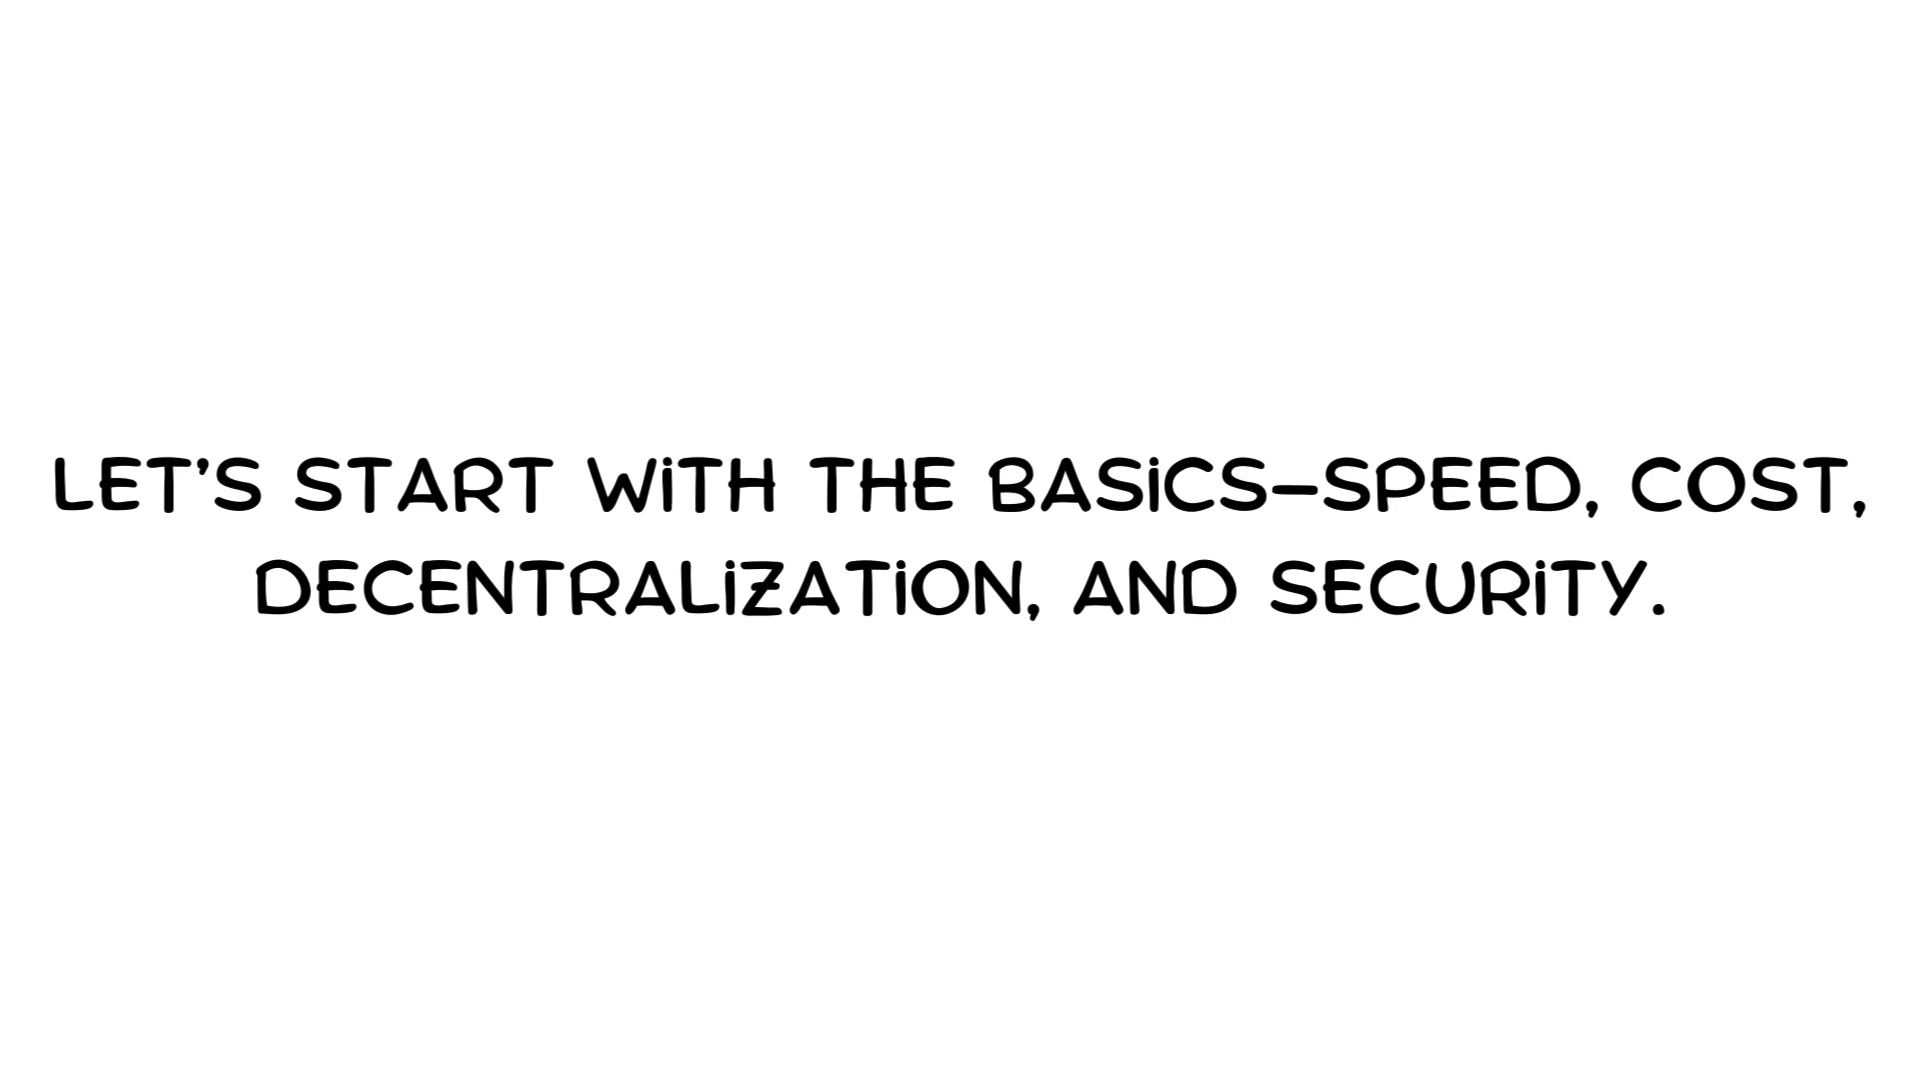 LET'S START WiTH THE BASiCS–SPEED, COST,
DECENTRALiZATiON, AND SECURiTY.